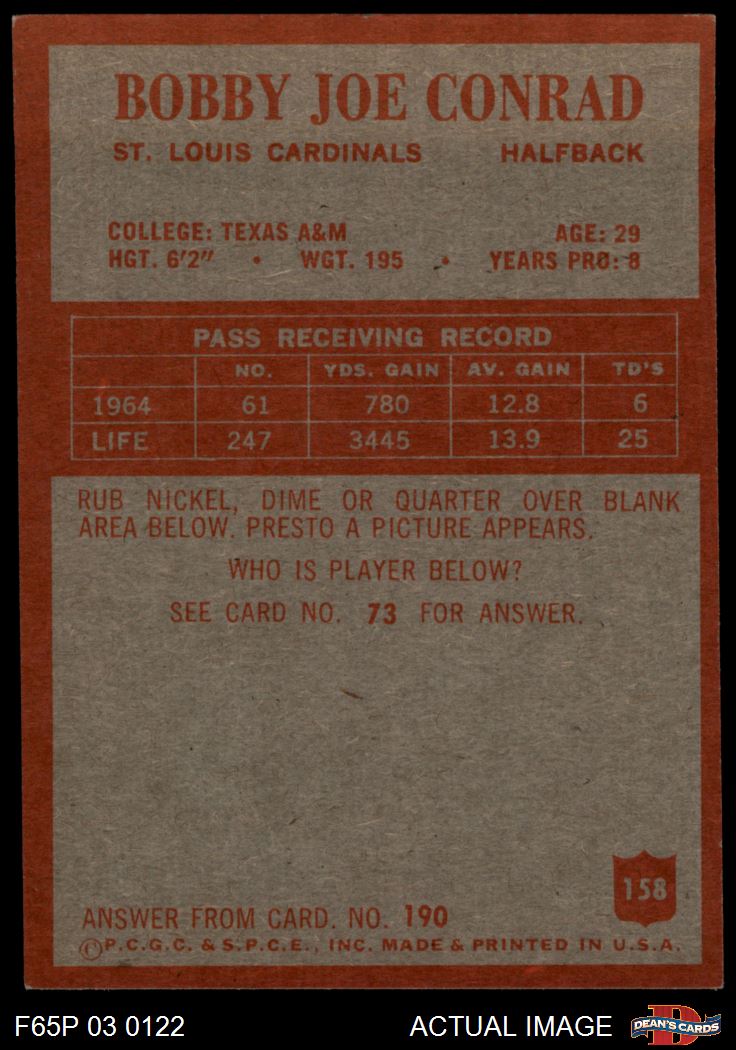 BOBBY JOE CONRAD
ST. LOUIS CARDINALS HALFBACK
COLLEGE: TEXAS A&M AGE: 29
HGT. 6'2" • WGT. 195 • YEARS PRO: 8
PASS RECEIVING RECORD
NO. YDS. GAIN AV. GAIN TD'S
1964 61 780 12.8 6
LIFE 247 3445 13.9 25
RUB NICKEL, DIME OR QUARTER OVER BLANK
AREA BELOW. PRESTO A PICTURE APPEARS.
WHO IS PLAYER BELOW?
SEE CARD NO. 73 FOR ANSWER.
158
ANSWER FROM CARD. NO. 190
©P.C.G.C. & S.P.C.E., INC. MADE & PRINTED IN U.S.A.
F65P 03 0122 ACTUAL IMAGE DEAN'S CARDS